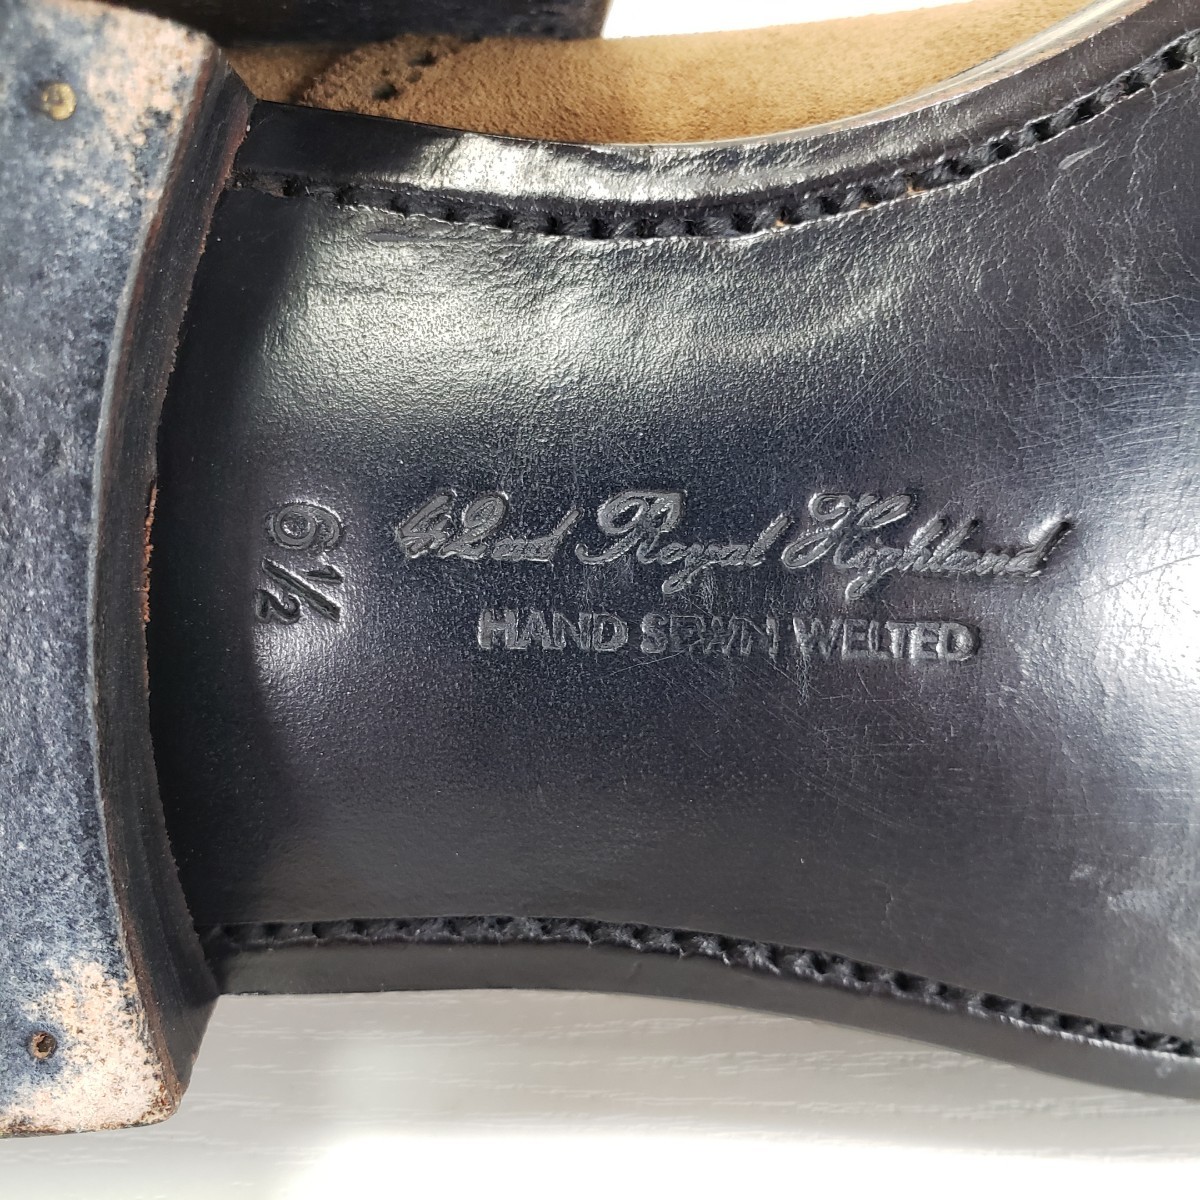 42nd Royal Highland
HAND SEWN WELTED
6½